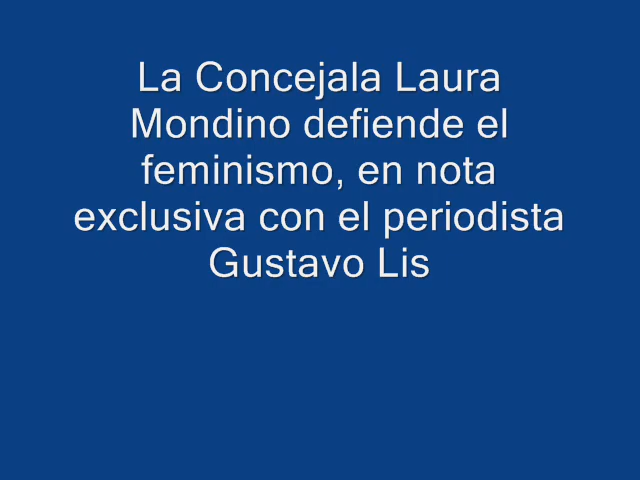 La Concejala Laura
Mondino defiende el
feminismo, en nota
exclusiva con el periodista
Gustavo Lis